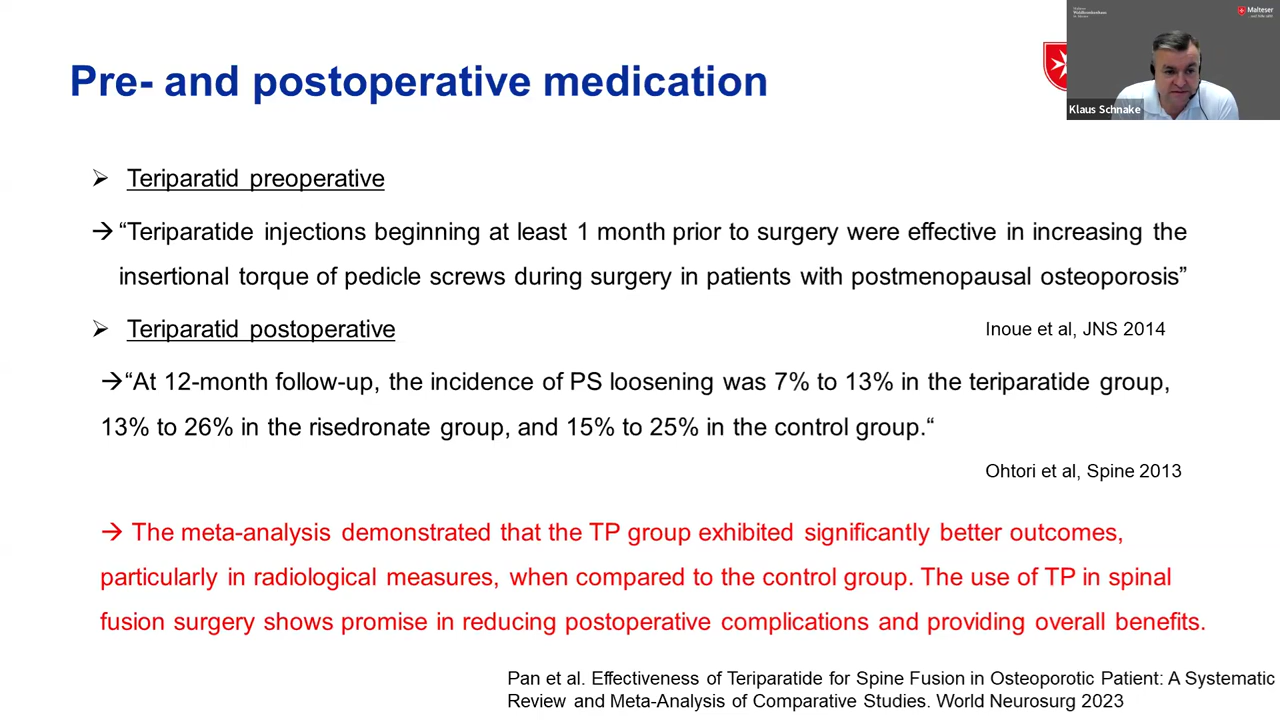 Malteser
Pre- and postoperative medication
Klaus Schnake
➢ Teriparatid preoperative
→ “Teriparatide injections beginning at least 1 month prior to surgery were effective in increasing the
insertional torque of pedicle screws during surgery in patients with postmenopausal osteoporosis”
➢ Teriparatid postoperative
Inoue et al, JNS 2014
→“At 12-month follow-up, the incidence of PS loosening was 7% to 13% in the teriparatide group,
13% to 26% in the risedronate group, and 15% to 25% in the control group.“
Ohtori et al, Spine 2013
→ The meta-analysis demonstrated that the TP group exhibited significantly better outcomes,
particularly in radiological measures, when compared to the control group. The use of TP in spinal
fusion surgery shows promise in reducing postoperative complications and providing overall benefits.
Pan et al. Effectiveness of Teriparatide for Spine Fusion in Osteoporotic Patient: A Systematic
Review and Meta-Analysis of Comparative Studies. World Neurosurg 2023